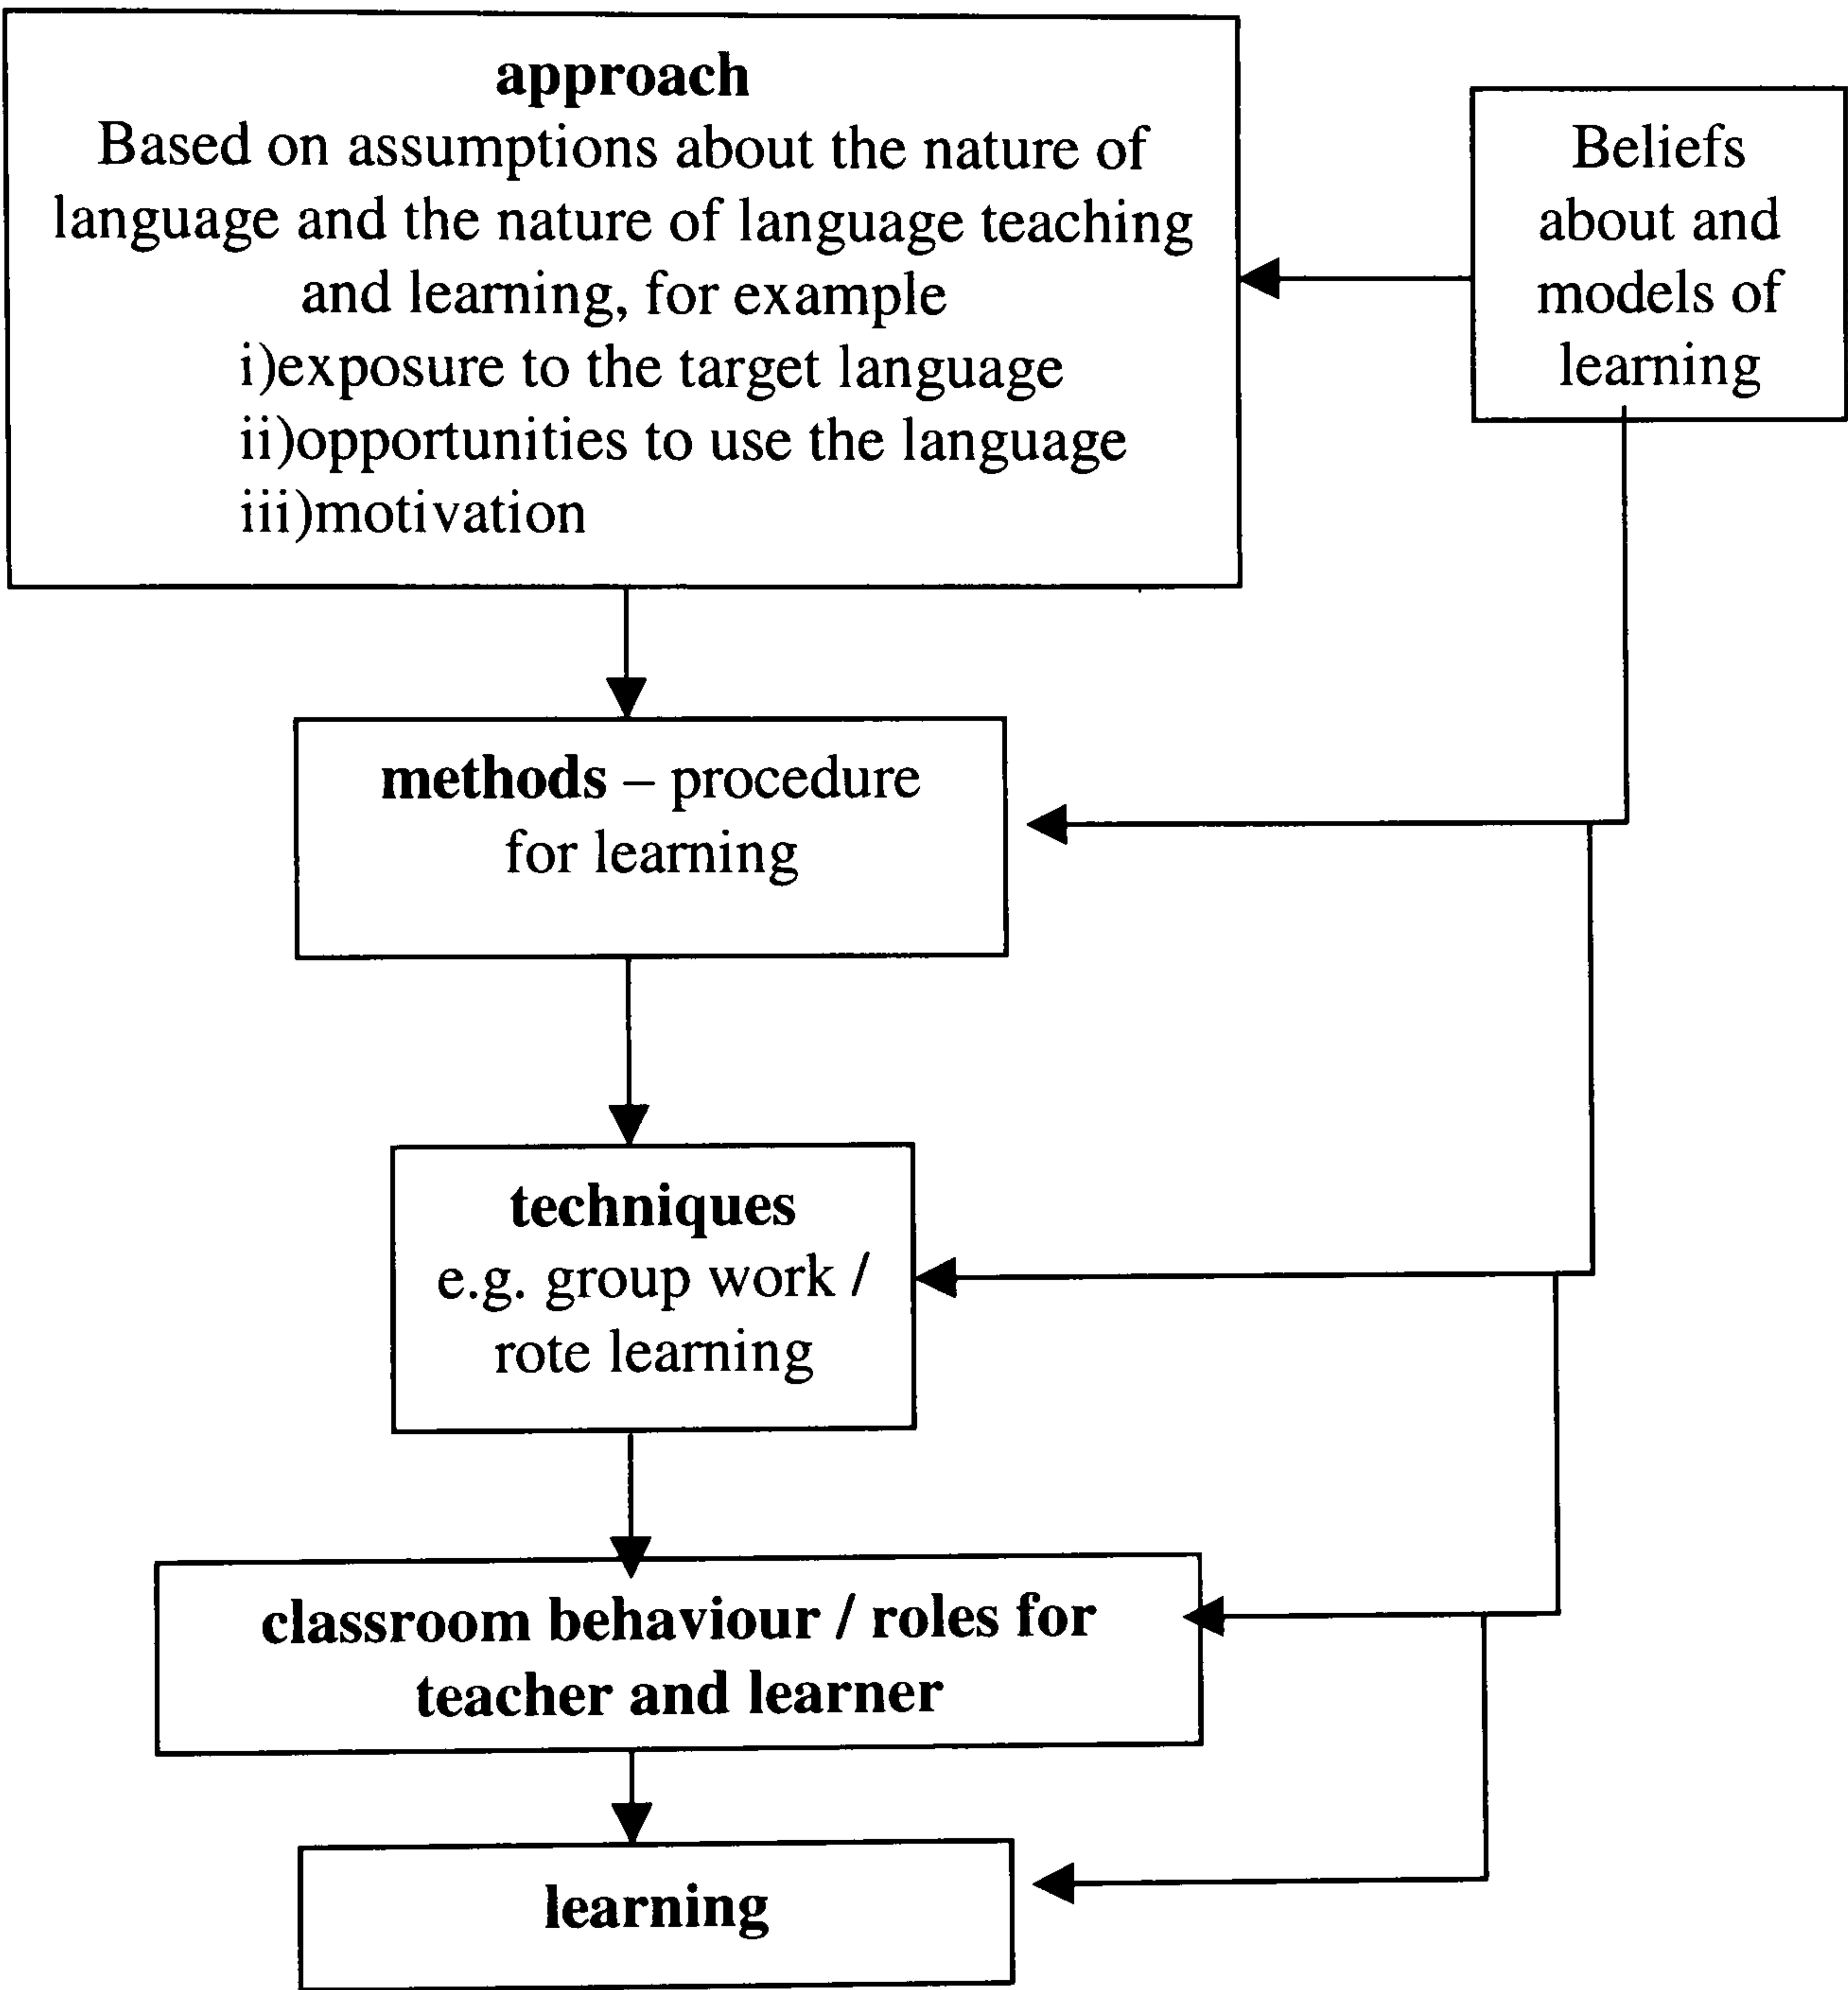 approach
Based on assumptions about the nature of
language and the nature of language teaching
and learning, for example
i)exposure to the target language
ii)opportunities to use the language
iii)motivation
Beliefs
about and
models of
learning
methods – procedure
for learning
techniques
e.g. group work /
rote learning
classroom behaviour / roles for
teacher and learner
learning